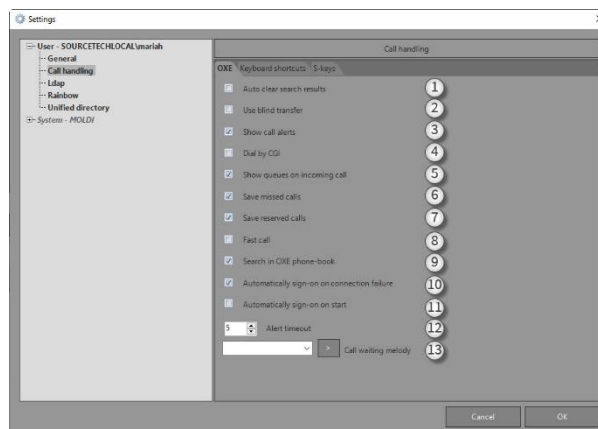 Settings
User - SOURCETECHLOCAL\mariah
General
Call handling
Ldap
Rainbow
Unified directory
System - MOLDI
Call handling
OXE Keyboard shortcuts S-keys
Auto clear search results 1
Use blind transfer 2
Show call alerts 3
Dial by CGI 4
Show queues on incoming call 5
Save missed calls 6
Save reserved calls 7
Fast call 8
Search in OXE phone-book 9
Automatically sign-on on connection failure 10
Automatically sign-on on start 11
5 Alert timeout 12
> Call waiting melody 13
Cancel OK